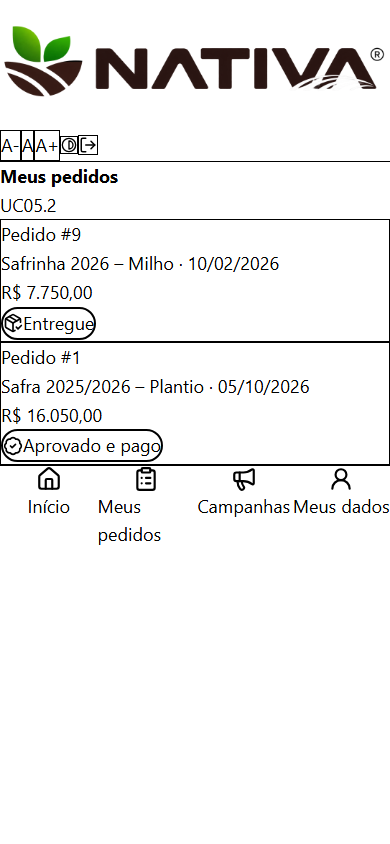 NATIVA®
A- A A+
Meus pedidos
UC05.2
Pedido #9
Safrinha 2026 – Milho · 10/02/2026
R$ 7.750,00
Entregue
Pedido #1
Safra 2025/2026 – Plantio · 05/10/2026
R$ 16.050,00
Aprovado e pago
Início
Meus
pedidos
Campanhas
Meus dados